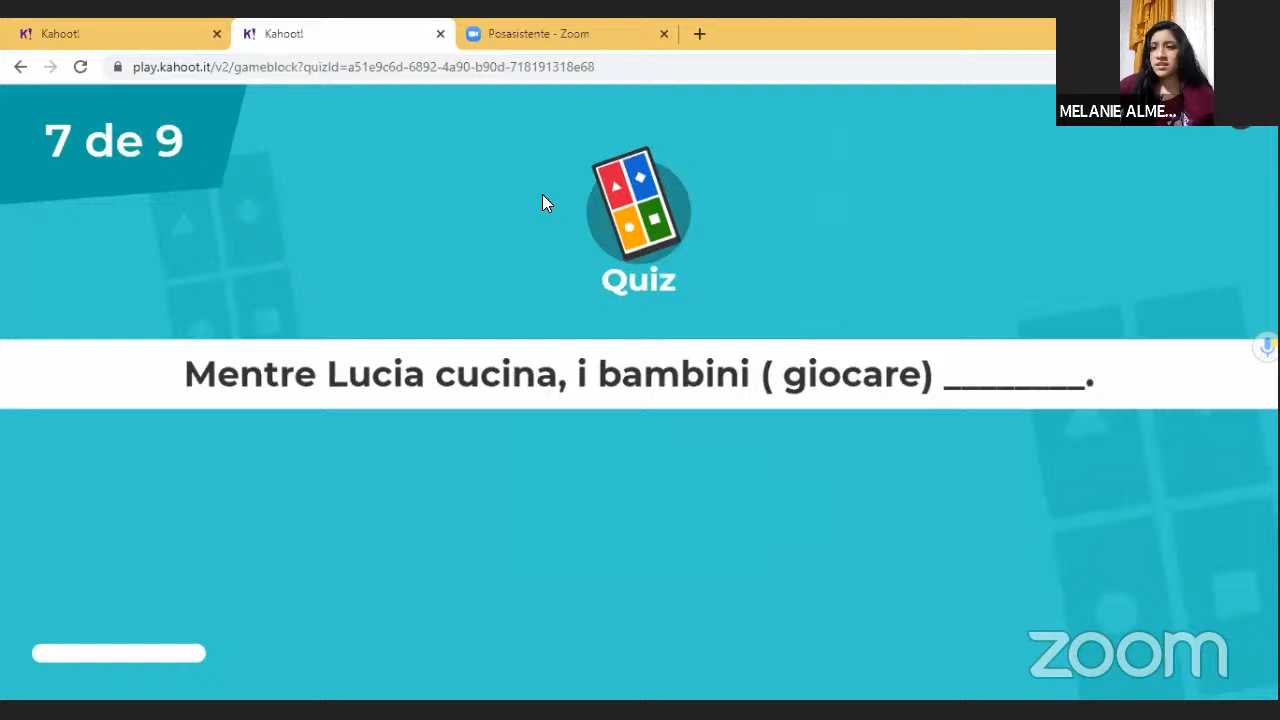 Kahoot!
Kahoot!
Posasistente - Zoom
play.kahoot.it/v2/gameblock?quizId=a51e9c6d-6892-4a90-b90d-718191318e68
MELANIE ALME...
7 de 9
Quiz
Mentre Lucia cucina, i bambini ( giocare) ________.
zoom